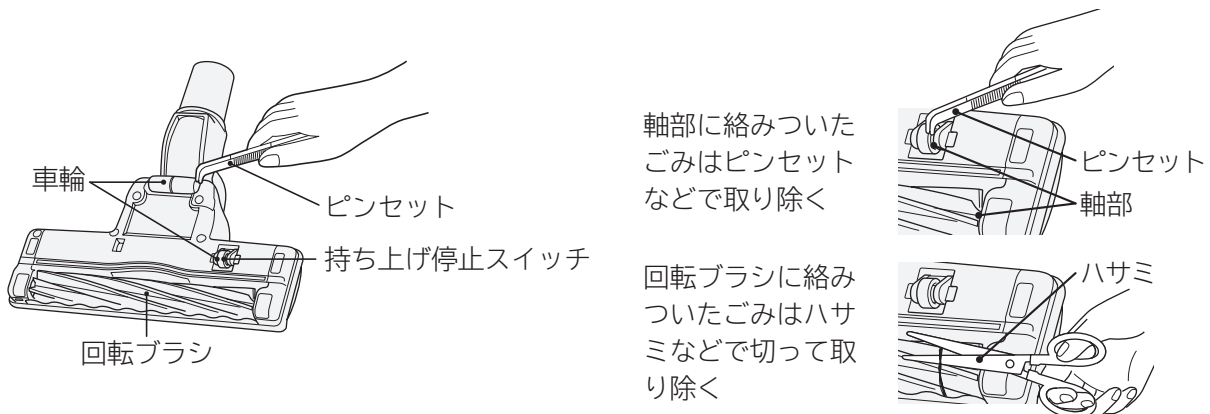 車輪
ピンセット
持ち上げ停止スイッチ
回転ブラシ
軸部に絡みついた
ごみはピンセット
などで取り除く
ピンセット
軸部
回転ブラシに絡み
ついたごみはハサ
ミなどで切って取
り除く
ハサミ